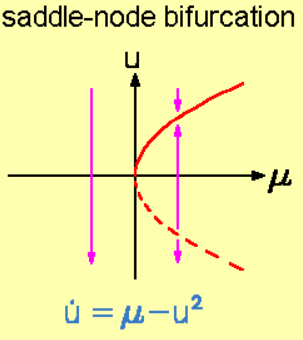 saddle-node bifurcation
u
μ
u̇ = μ-u²